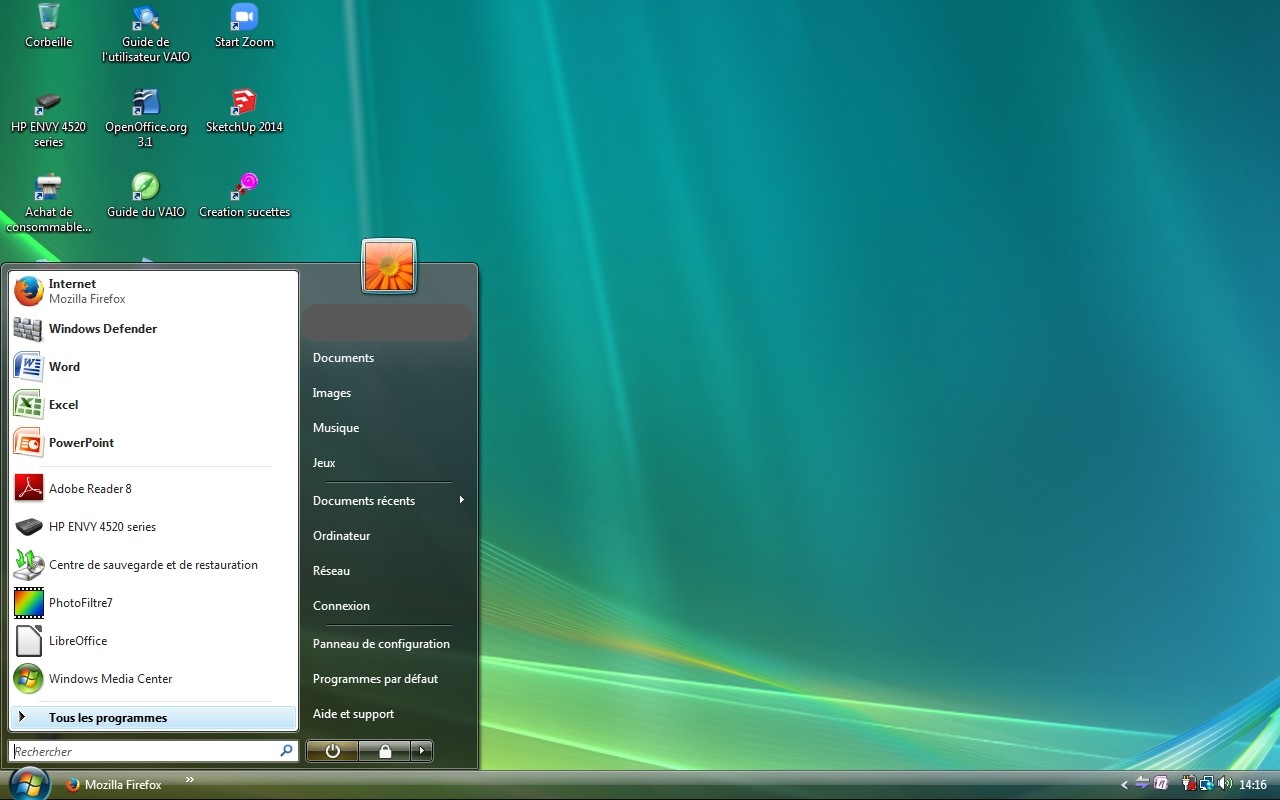 Corbeille
Guide de
l'utilisateur VAIO
Start Zoom
HP ENVY 4520
series
OpenOffice.org
3.1
SketchUp 2014
Achat de
consommable...
Guide du VAIO
Creation sucettes
Internet
Mozilla Firefox
Windows Defender
Word
Excel
PowerPoint
Adobe Reader 8
HP ENVY 4520 series
Centre de sauvegarde et de restauration
PhotoFiltre7
LibreOffice
Windows Media Center
Tous les programmes
Rechercher
Documents
Images
Musique
Jeux
Documents récents
Ordinateur
Réseau
Connexion
Panneau de configuration
Programmes par défaut
Aide et support
Mozilla Firefox
14:16